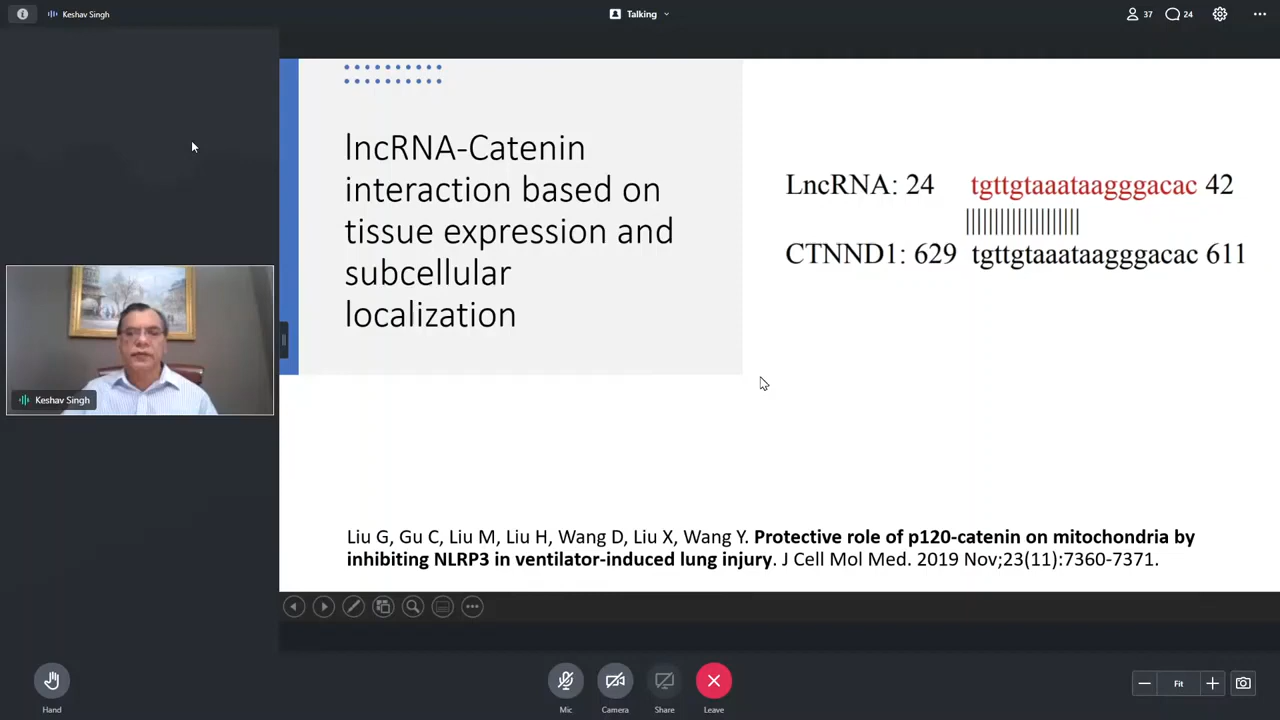 Keshav Singh
Talking
37
24
lncRNA-Catenin
interaction based on
tissue expression and
subcellular
localization
LncRNA: 24 tgttgtaaataagggacac 42
||||||||||||||||||||
CTNND1: 629 tgttgtaaataagggacac 611
Keshav Singh
Liu G, Gu C, Liu M, Liu H, Wang D, Liu X, Wang Y. Protective role of p120-catenin on mitochondria by
inhibiting NLRP3 in ventilator-induced lung injury. J Cell Mol Med. 2019 Nov;23(11):7360-7371.
Hand
Mic
Camera
Share
Leave
Fit